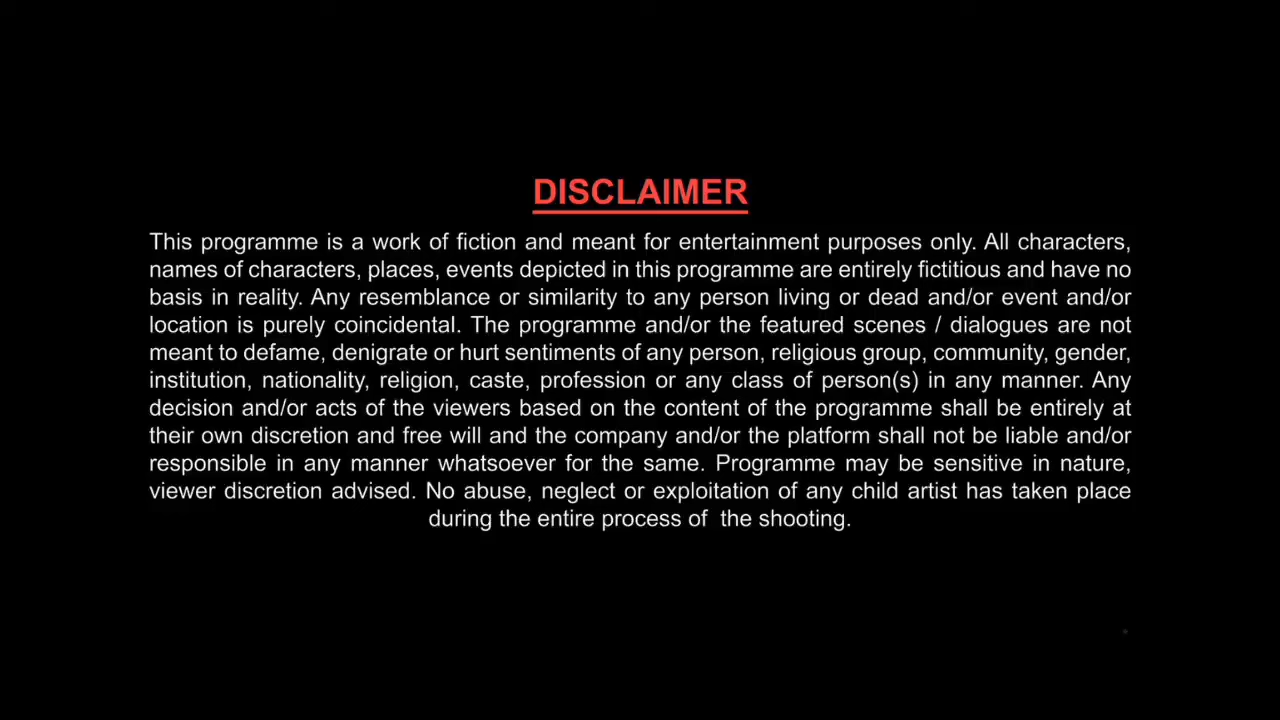 DISCLAIMER
This programme is a work of fiction and meant for entertainment purposes only. All characters,
names of characters, places, events depicted in this programme are entirely fictitious and have no
basis in reality. Any resemblance or similarity to any person living or dead and/or event and/or
location is purely coincidental. The programme and/or the featured scenes / dialogues are not
meant to defame, denigrate or hurt sentiments of any person, religious group, community, gender,
institution, nationality, religion, caste, profession or any class of person(s) in any manner. Any
decision and/or acts of the viewers based on the content of the programme shall be entirely at
their own discretion and free will and the company and/or the platform shall not be liable and/or
responsible in any manner whatsoever for the same. Programme may be sensitive in nature,
viewer discretion advised. No abuse, neglect or exploitation of any child artist has taken place
during the entire process of  the shooting.